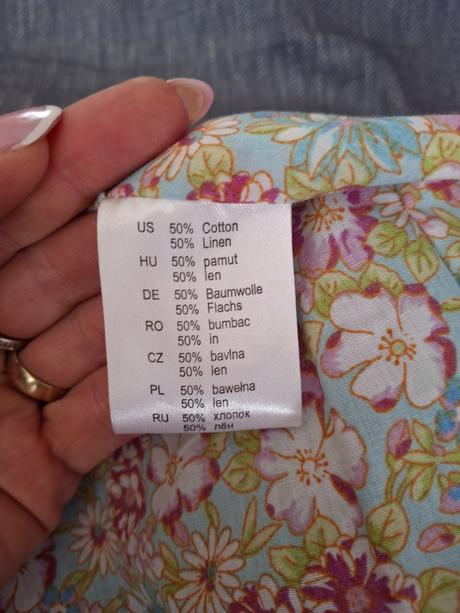 US 50% Cotton
50% Linen
HU 50% pamut
50% len
DE 50% Baumwolle
50% Flachs
RO 50% bumbac
50% in
CZ 50% bavlna
50% len
PL 50% bawełna
50% len
RU 50% хлопок
50% лён